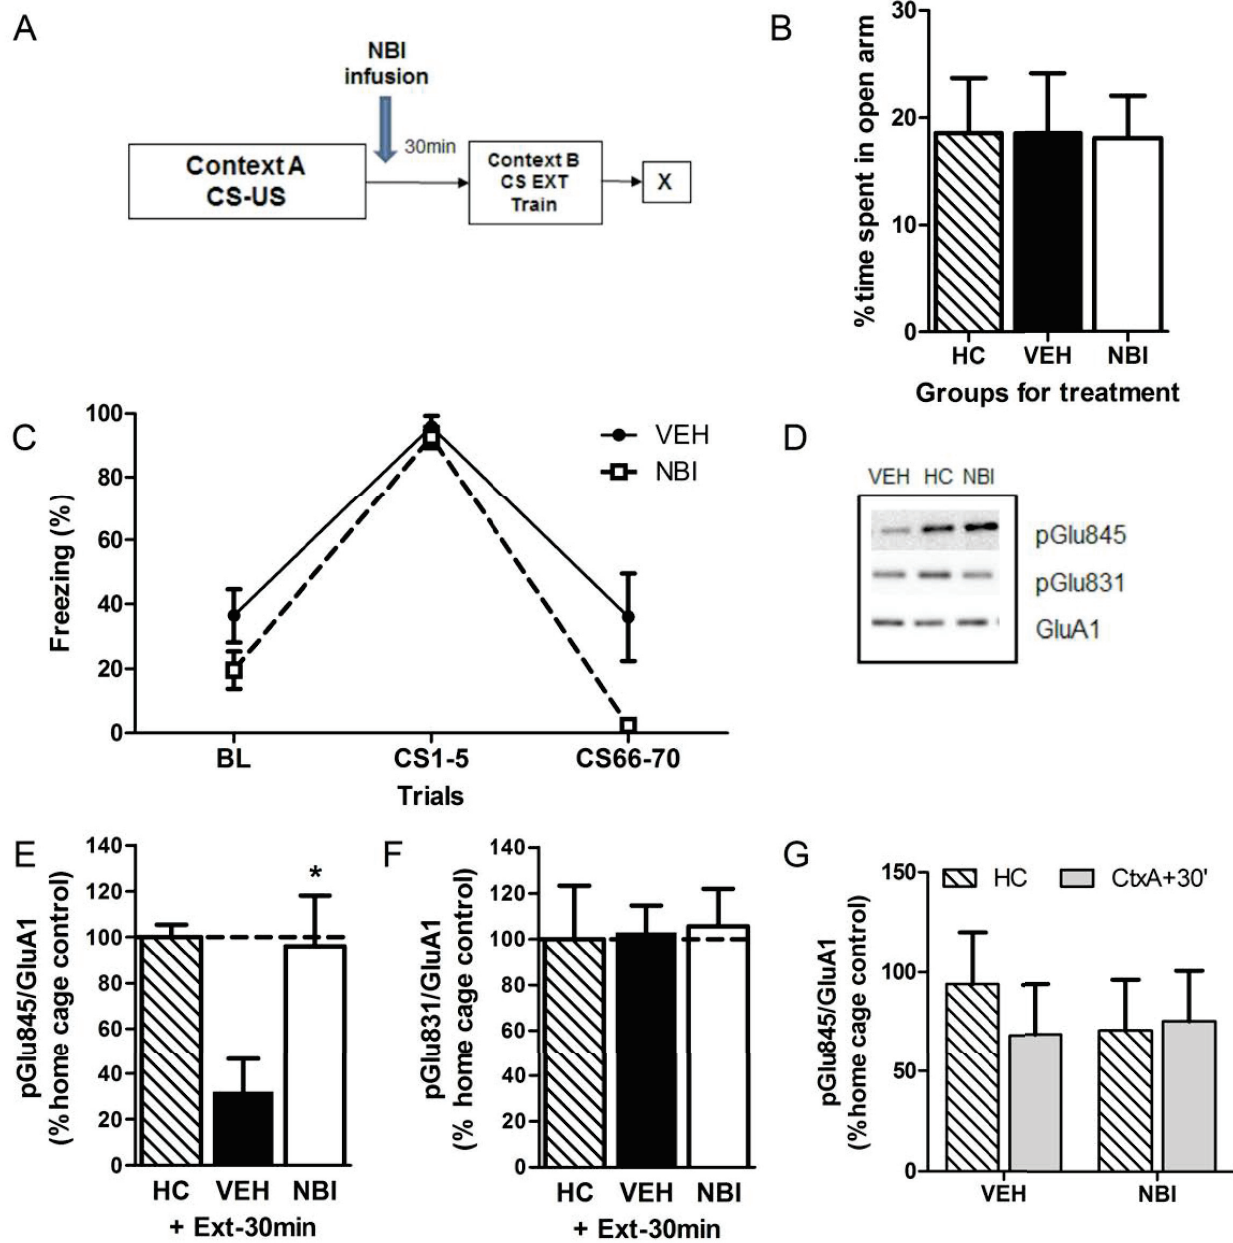 A
NBI
infusion
30min
Context A
CS-US
Context B
CS EXT
Train
X
B
% time spent in open arm
30
20
10
0
HC VEH NBI
Groups for treatment
C
Freezing (%)
100
80
60
40
20
0
VEH
NBI
BL CS1-5 CS66-70
Trials
D
VEH HC NBI
pGlu845
pGlu831
GluA1
E
pGlu845/GluA1
(% home cage control)
140
120
100
80
60
40
20
0
*
HC VEH NBI
+ Ext-30min
F
pGlu831/GluA1
(% home cage control)
140
120
100
80
60
40
20
0
HC VEH NBI
+ Ext-30min
G
pGlu845/GluA1
(% home cage control)
150
100
50
0
HC CtxA+30'
VEH NBI